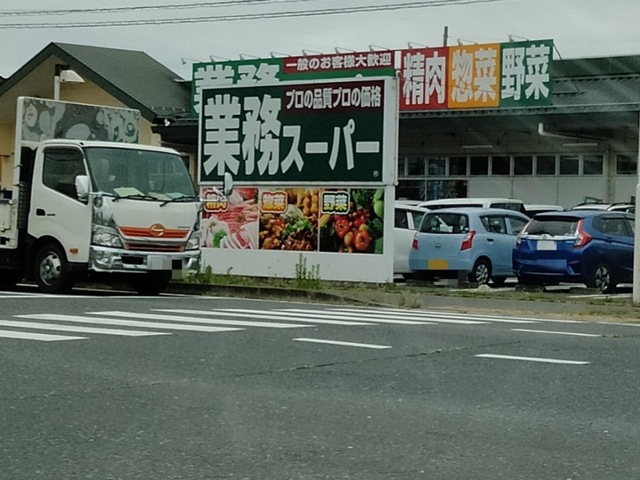 業務
一般のお客様大歓迎
精肉
惣菜
野菜
プロの品質プロの価格
業務スーパー
精肉
惣菜
野菜